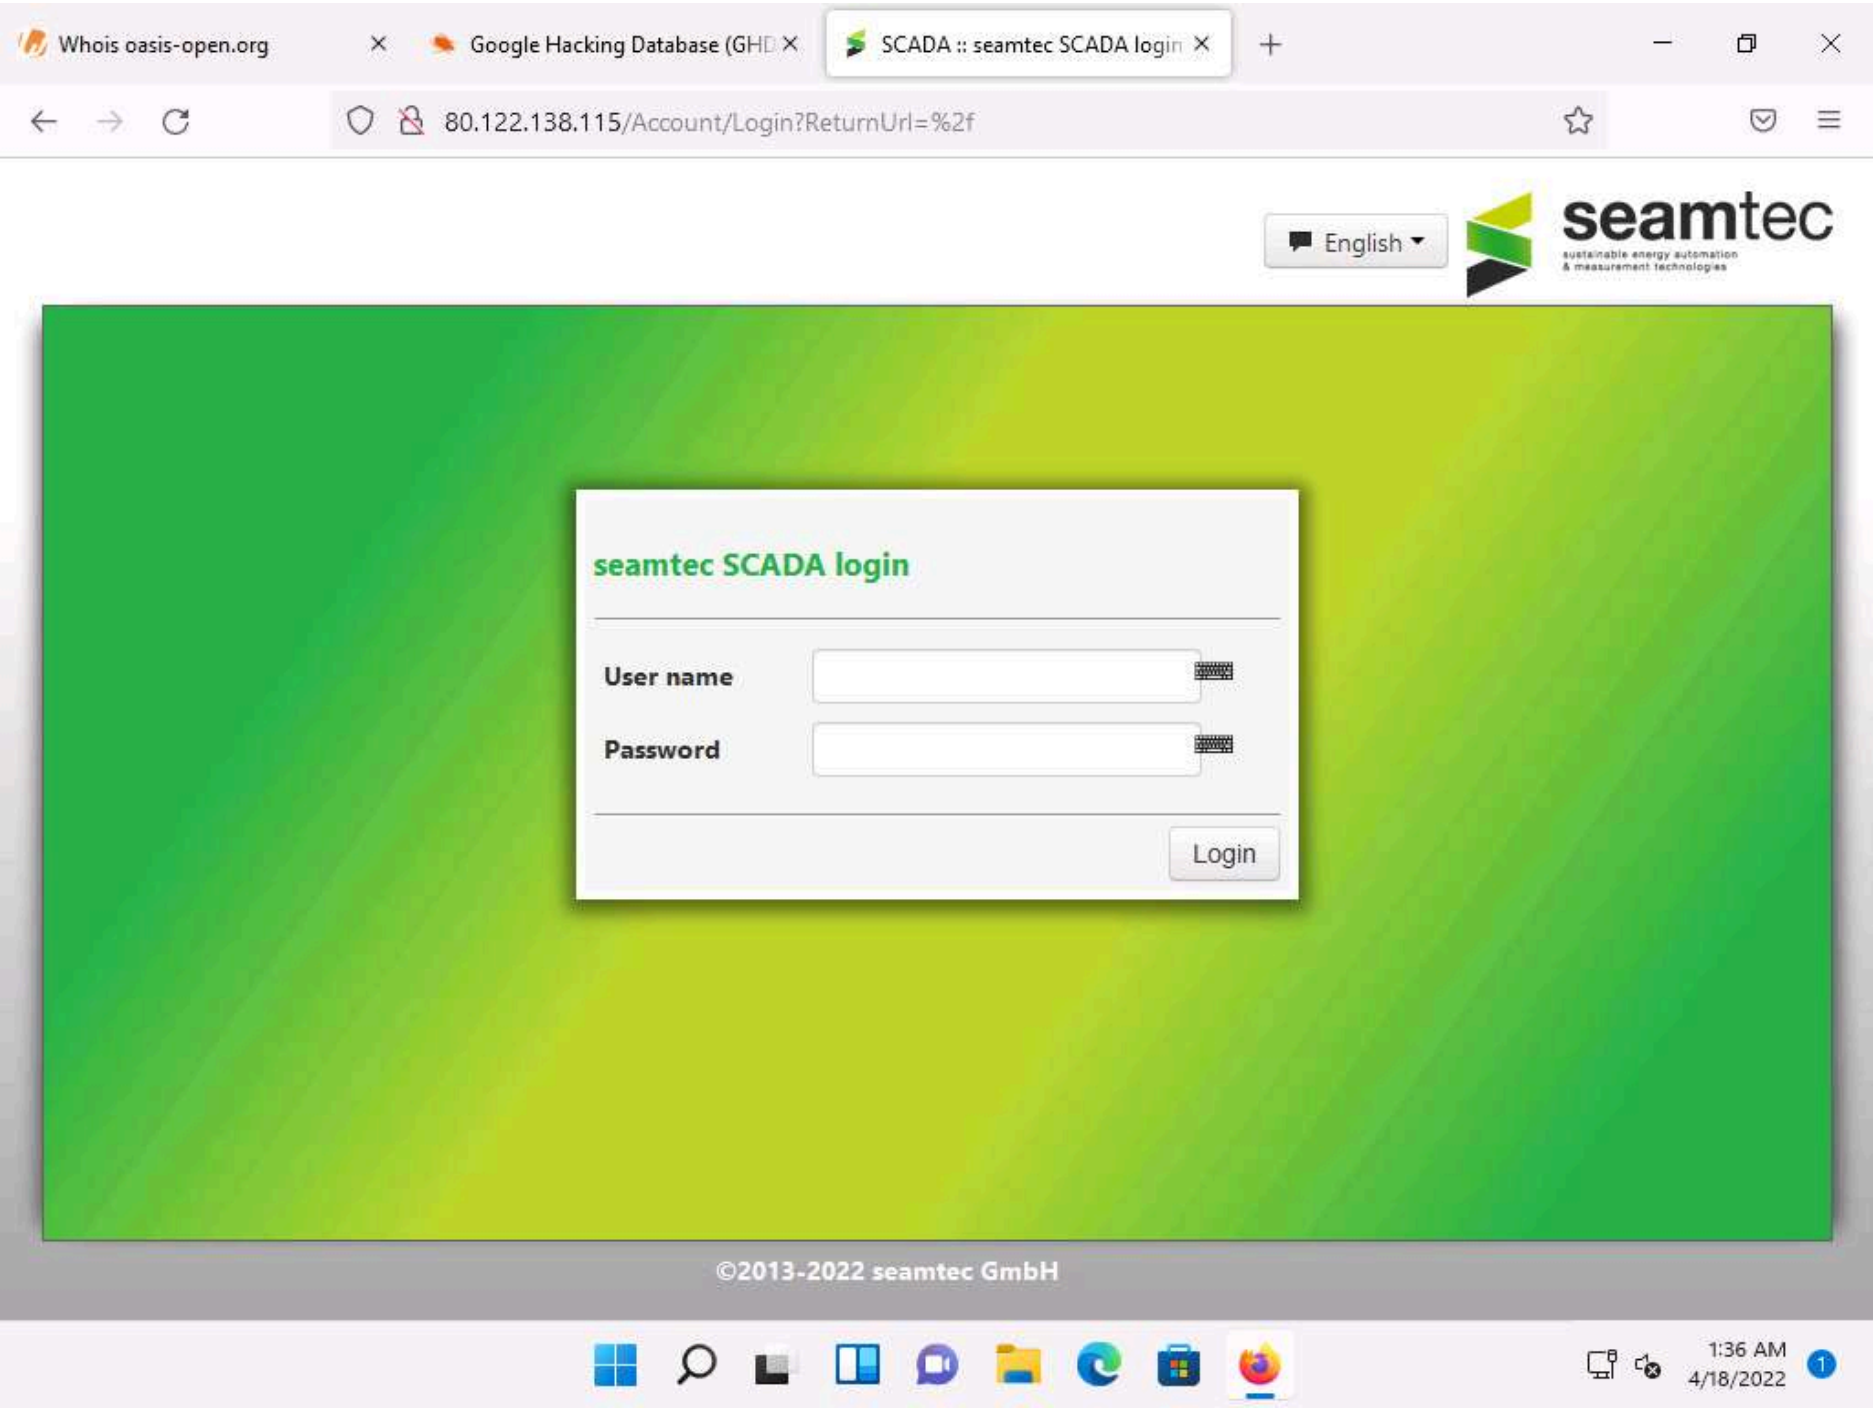 Whois oasis-open.org
Google Hacking Database (GHD
SCADA :: seamtec SCADA login
80.122.138.115/Account/Login?ReturnUrl=%2f
English
seamtec
sustainable energy automation
& measurement technologies
seamtec SCADA login
User name
Password
Login
©2013-2022 seamtec GmbH
1:36 AM
4/18/2022
1